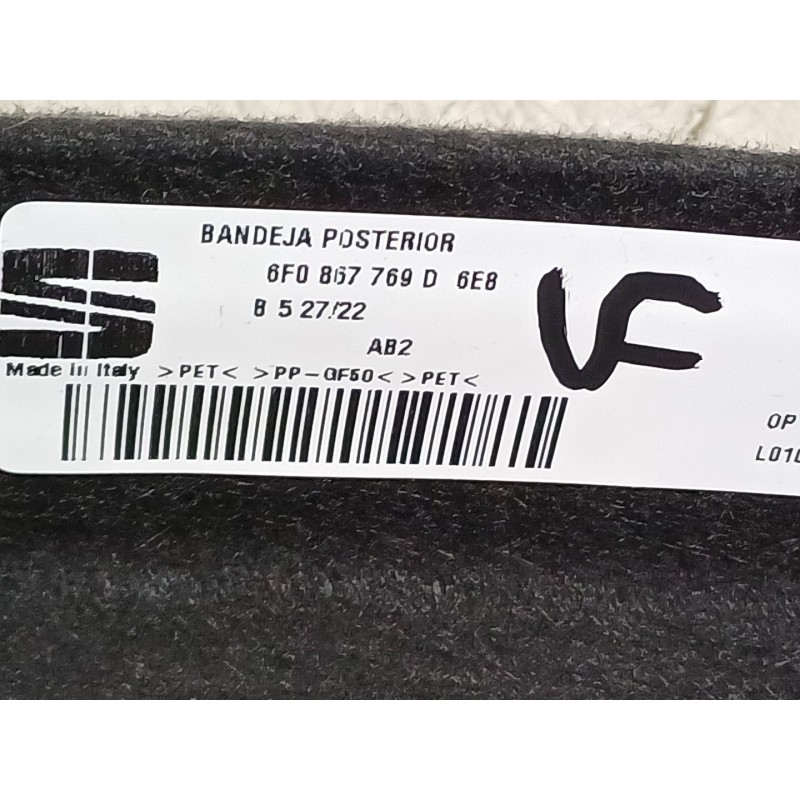 BANDEJA POSTERIOR
6F0 867 769 D 6E8
B 5 27/22
AB2
Made in Italy >PET< >PP-GF50< >PET<
VF
OP